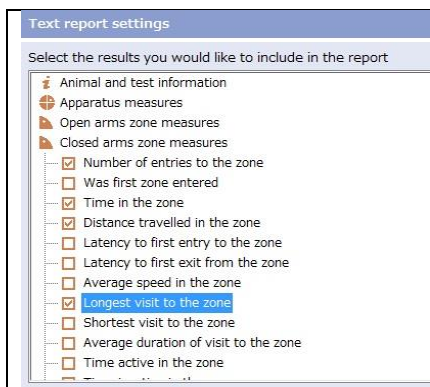 Text report settings
Select the results you would like to include in the report
Animal and test information
Apparatus measures
Open arms zone measures
Closed arms zone measures
Number of entries to the zone
Was first zone entered
Time in the zone
Distance travelled in the zone
Latency to first entry to the zone
Latency to first exit from the zone
Average speed in the zone
Longest visit to the zone
Shortest visit to the zone
Average duration of visit to the zone
Time active in the zone